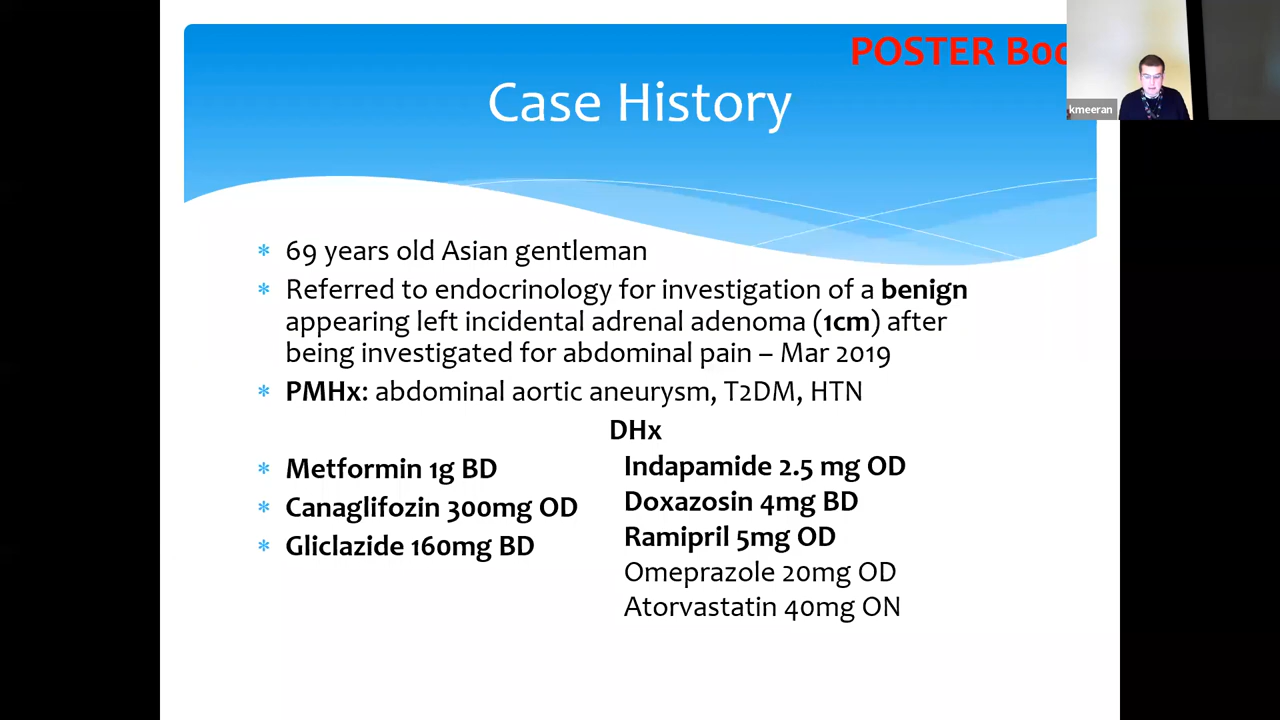 POSTER
kmeeran
Case History
69 years old Asian gentleman
Referred to endocrinology for investigation of a benign
appearing left incidental adrenal adenoma (1cm) after
being investigated for abdominal pain – Mar 2019
PMHx: abdominal aortic aneurysm, T2DM, HTN
DHx
Metformin 1g BD
Canaglifozin 300mg OD
Gliclazide 160mg BD
Indapamide 2.5 mg OD
Doxazosin 4mg BD
Ramipril 5mg OD
Omeprazole 20mg OD
Atorvastatin 40mg ON